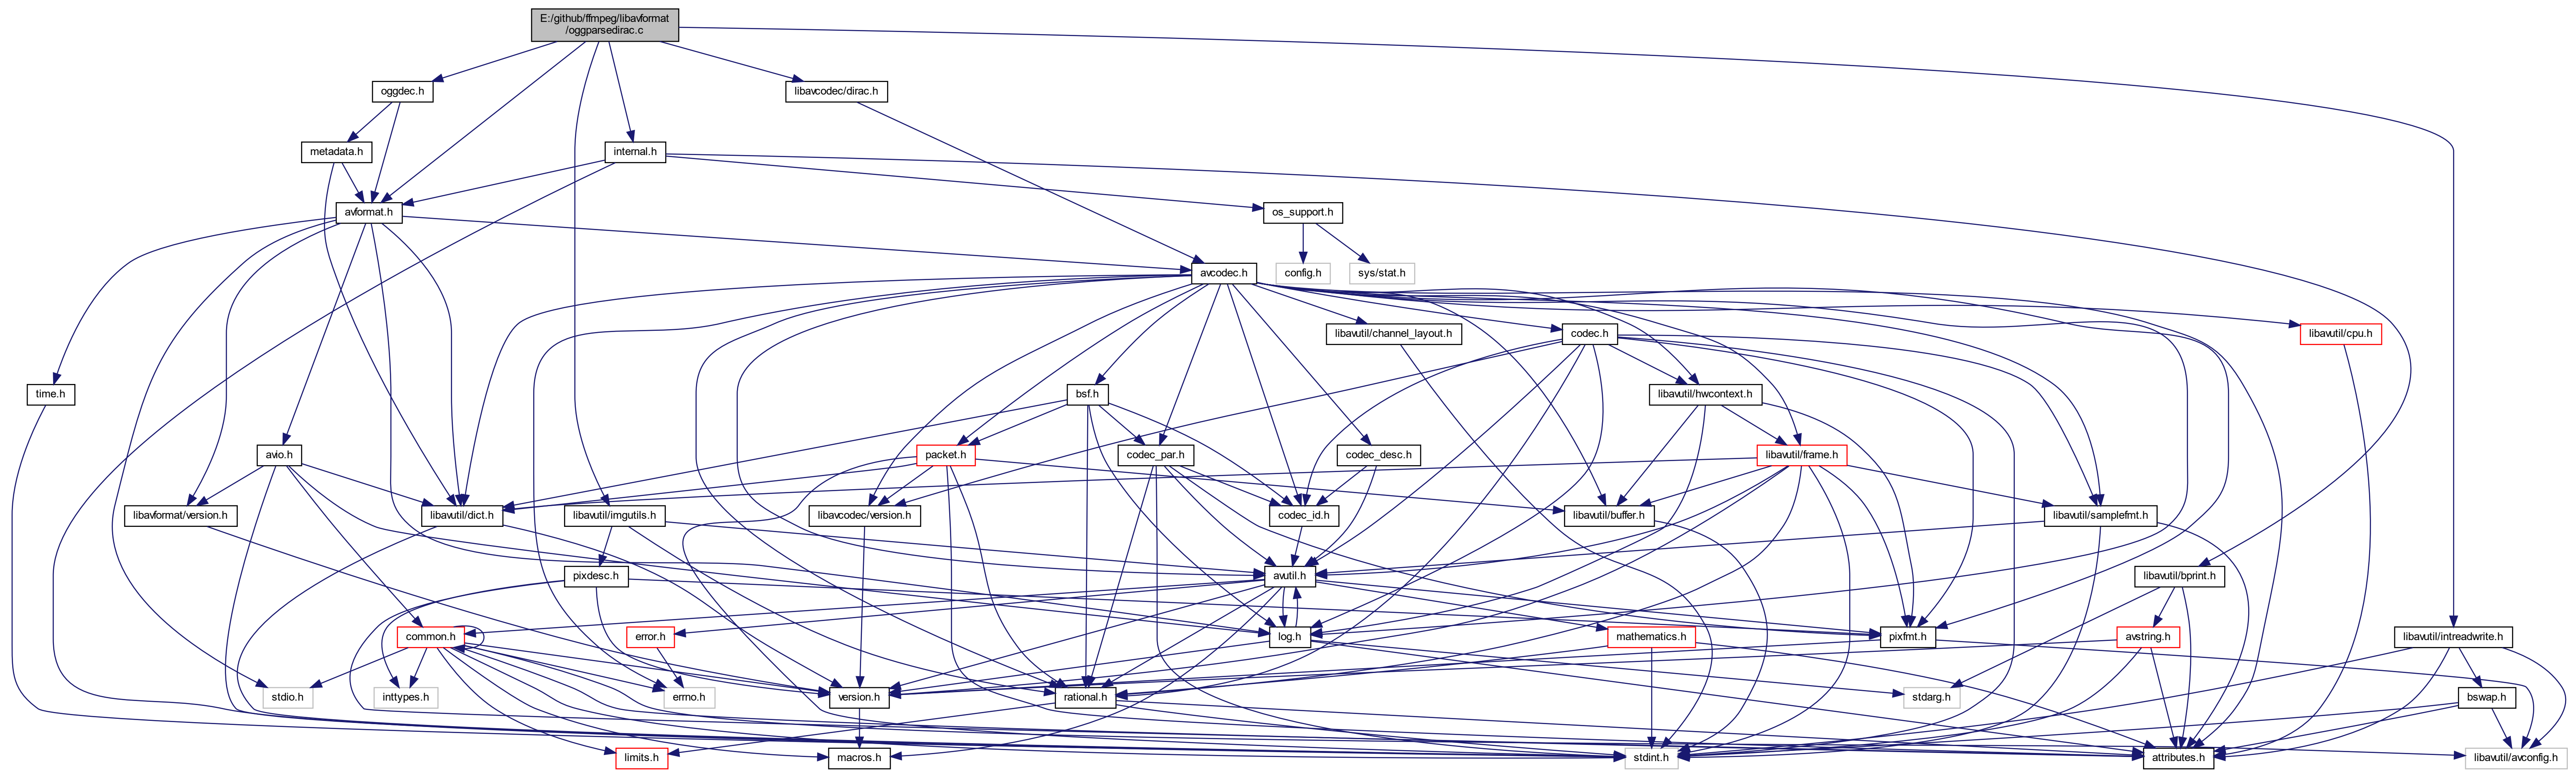 E:/github/ffmpeg/libavformat
/oggparsedirac.c
oggdec.h
libavcodec/dirac.h
metadata.h
internal.h
avformat.h
os_support.h
avcodec.h
config.h
sys/stat.h
libavutil/channel_layout.h
codec.h
libavutil/cpu.h
time.h
bsf.h
libavutil/hwcontext.h
avio.h
packet.h
codec_par.h
codec_desc.h
libavutil/frame.h
libavformat/version.h
libavutil/dict.h
libavutil/imgutils.h
libavcodec/version.h
codec_id.h
libavutil/buffer.h
libavutil/samplefmt.h
pixdesc.h
avutil.h
libavutil/bprint.h
common.h
error.h
log.h
mathematics.h
pixfmt.h
avstring.h
libavutil/intreadwrite.h
stdio.h
inttypes.h
errno.h
version.h
rational.h
stdarg.h
bswap.h
limits.h
macros.h
stdint.h
attributes.h
libavutil/avconfig.h